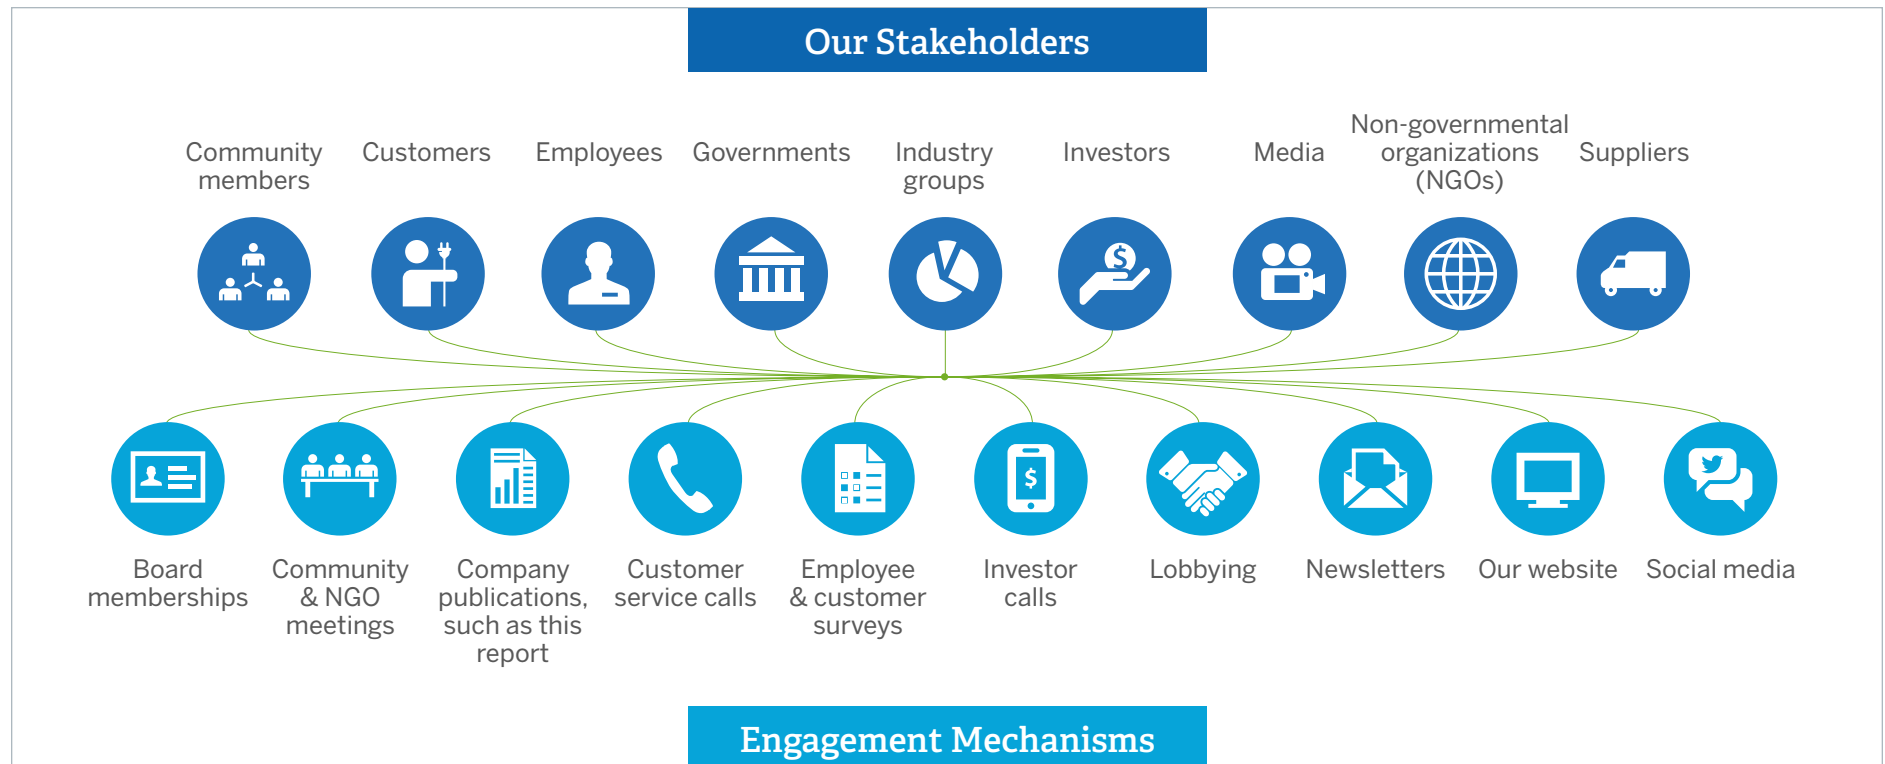 Our Stakeholders
Community
members
Customers
Employees
Governments
Industry
groups
Investors
Media
Non-governmental
organizations
(NGOs)
Suppliers
$
$
Board
memberships
Community
& NGO
meetings
Company
publications,
such as this
report
Customer
service calls
Employee
& customer
surveys
Investor
calls
Lobbying
Newsletters
Our website
Social media
Engagement Mechanisms